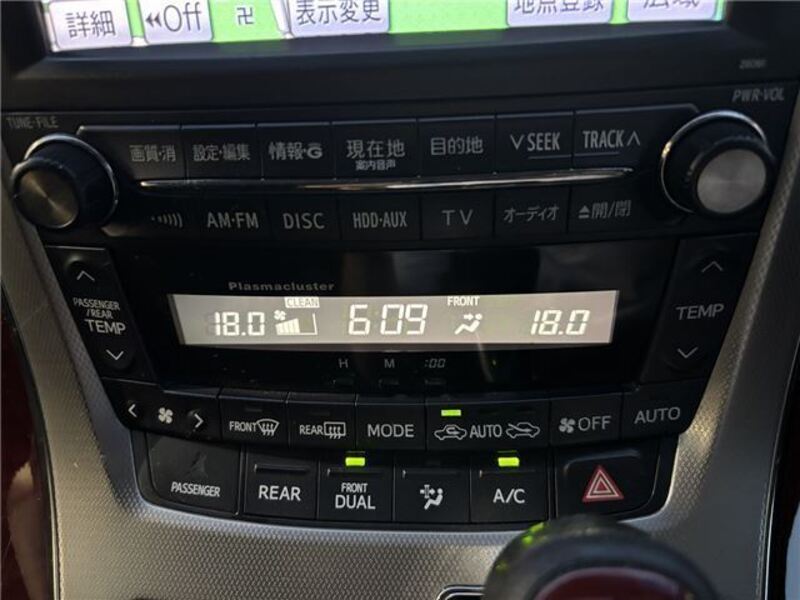 詳細
◀◀Off
卍
表示変更
地点登録
広域
TUNE·FILE
PWR·VOL
画質·消
設定·編集
情報·G
現在地
案内音声
目的地
∨ SEEK
TRACK ∧
AM·FM
DISC
HDD·AUX
TV
オーディオ
▲開/閉
Plasmacluster
PASSENGER
/REAR
TEMP
18.0
CLEAN
6:09
FRONT
18.0
TEMP
H
M
:00
FRONT
REAR
MODE
AUTO
OFF
AUTO
PASSENGER
REAR
FRONT
DUAL
A/C